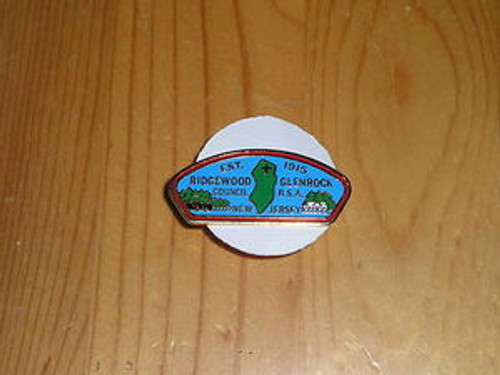 EST. 1915
RIDGEWOOD GLENROCK
COUNCIL B.S.A.
NEW JERSEY